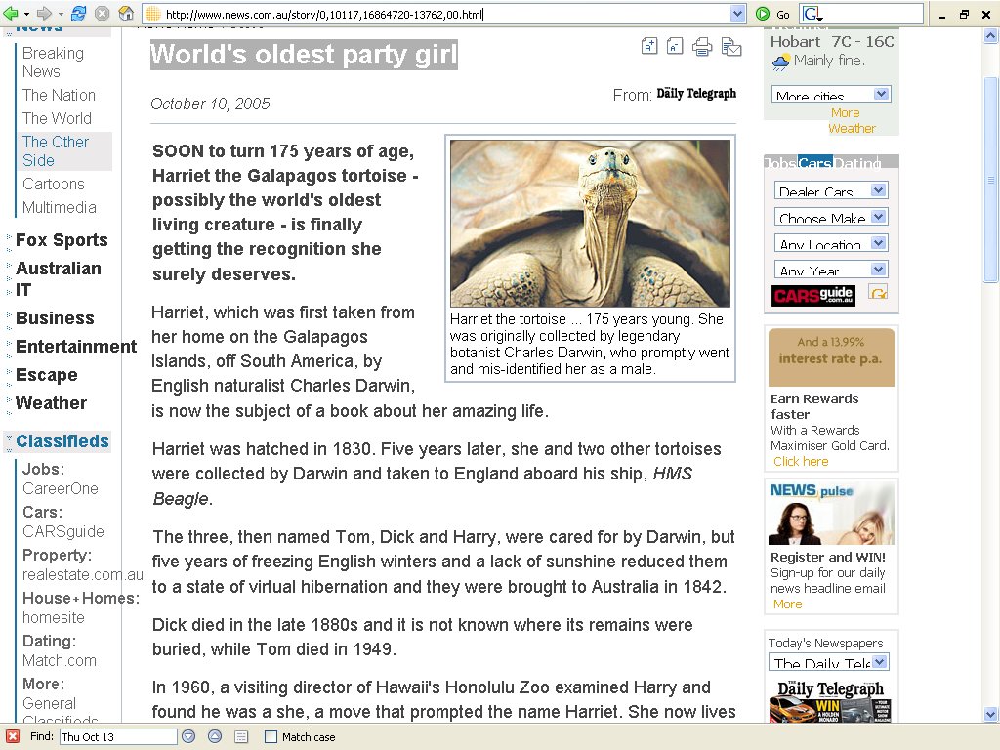 http://www.news.com.au/story/0,10117,16864720-13762,00.html
Go
G
News
Breaking
News
The Nation
The World
The Other
Side
Cartoons
Multimedia
Fox Sports
Australian
IT
Business
Entertainment
Escape
Weather
Classifieds
Jobs:
CareerOne
Cars:
CARSguide
Property:
realestate.com.au
House+Homes:
homesite
Dating:
Match.com
More:
General
Classifieds
World's oldest party girl
October 10, 2005
From: The Daily Telegraph
SOON to turn 175 years of age,
Harriet the Galapagos tortoise -
possibly the world's oldest
living creature - is finally
getting the recognition she
surely deserves.
Harriet the tortoise ... 175 years young. She
was originally collected by legendary
botanist Charles Darwin, who promptly went
and mis-identified her as a male.
Harriet, which was first taken from
her home on the Galapagos
Islands, off South America, by
English naturalist Charles Darwin,
is now the subject of a book about her amazing life.
Harriet was hatched in 1830. Five years later, she and two other tortoises
were collected by Darwin and taken to England aboard his ship, HMS
Beagle.
The three, then named Tom, Dick and Harry, were cared for by Darwin, but
five years of freezing English winters and a lack of sunshine reduced them
to a state of virtual hibernation and they were brought to Australia in 1842.
Dick died in the late 1880s and it is not known where its remains were
buried, while Tom died in 1949.
In 1960, a visiting director of Hawaii's Honolulu Zoo examined Harry and
found he was a she, a move that prompted the name Harriet. She now lives
Hobart 7C - 16C
Mainly fine.
More cities
More
Weather
Jobs Cars Dating
Dealer Cars
Choose Make
Any Location
Any Year
CARSguide .com.au
Go
And a 13.99%
interest rate p.a.
Earn Rewards
faster
With a Rewards
Maximiser Gold Card.
Click here
NEWS pulse
Register and WIN!
Sign-up for our daily
news headline email
More
Today's Newspapers
The Daily Tele
The Daily Telegraph
WIN
A HOLDEN
MONARO
Find: Thu Oct 13
Match case